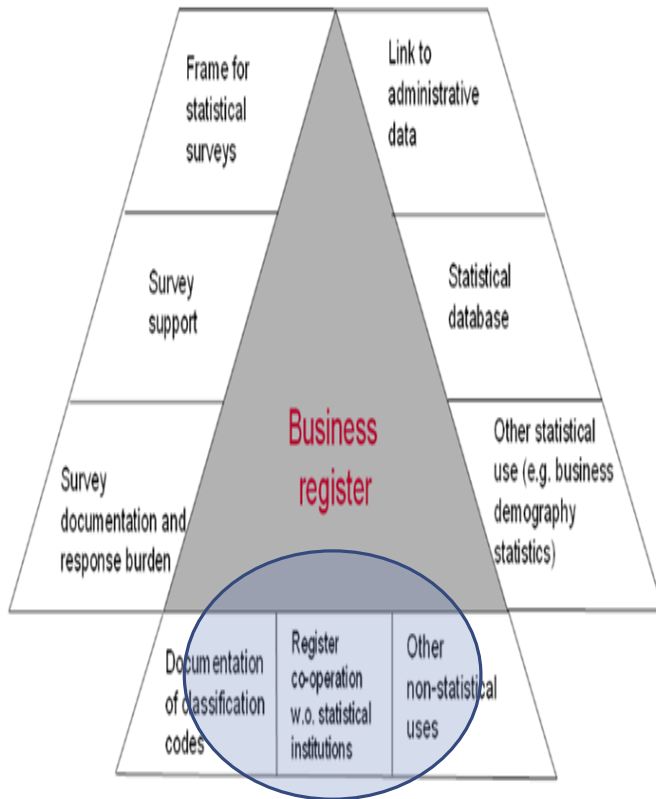 Frame for
statistical
surveys
Link to
administrative
data
Survey
support
Statistical
database
Business
register
Survey
documentation and
response burden
Other statistical
use (e.g. business
demography
statistics)
Documentation
of classification
codes
Register
co-operation
w.o. statistical
institutions
Other
non-statistical
uses